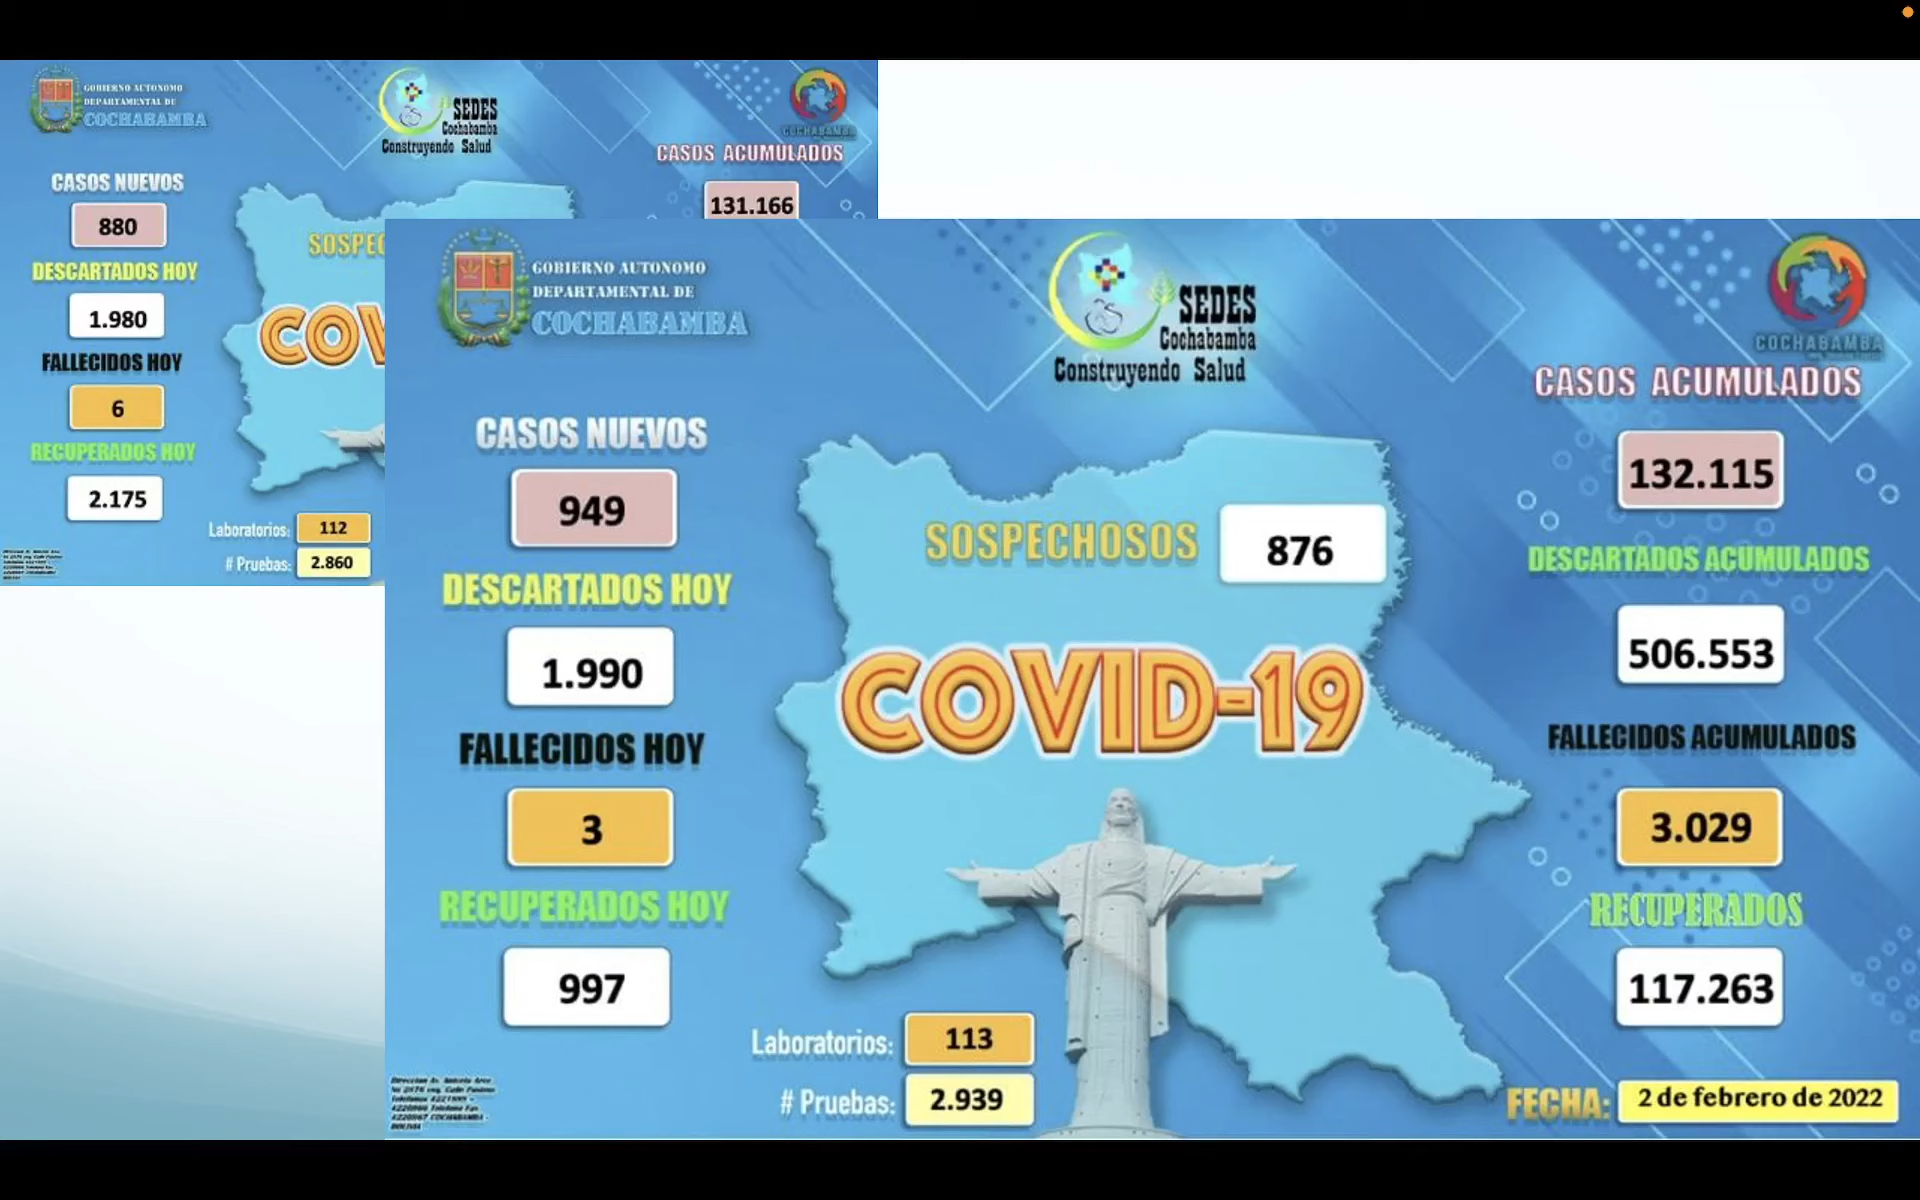 GOBIERNO AUTONOMO
DEPARTAMENTAL DE
COCHABAMBA
SEDES
Cochabamba
Construyendo Salud
COCHABAMBA
CASOS ACUMULADOS
131.166
CASOS NUEVOS
880
DESCARTADOS HOY
1.980
FALLECIDOS HOY
6
RECUPERADOS HOY
2.175
SOSPEC
COV
Laboratorios: 112
# Pruebas: 2.860
GOBIERNO AUTONOMO
DEPARTAMENTAL DE
COCHABAMBA
SEDES
Cochabamba
Construyendo Salud
COCHABAMBA
CASOS NUEVOS
949
DESCARTADOS HOY
1.990
FALLECIDOS HOY
3
RECUPERADOS HOY
997
SOSPECHOSOS 876
COVID-19
Laboratorios: 113
# Pruebas: 2.939
CASOS ACUMULADOS
132.115
DESCARTADOS ACUMULADOS
506.553
FALLECIDOS ACUMULADOS
3.029
RECUPERADOS
117.263
FECHA: 2 de febrero de 2022